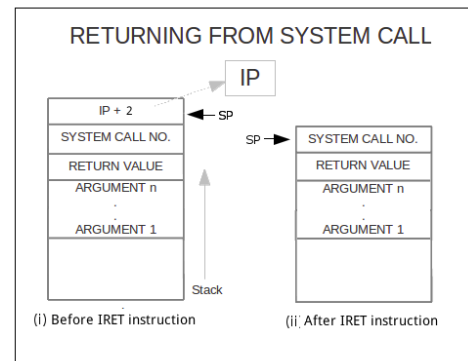 RETURNING FROM SYSTEM CALL
IP
IP + 2
SP
SYSTEM CALL NO.
RETURN VALUE
ARGUMENT n
.
.
ARGUMENT 1
Stack
(i) Before IRET instruction
SP
SYSTEM CALL NO.
RETURN VALUE
ARGUMENT n
.
.
ARGUMENT 1
(ii) After IRET instruction